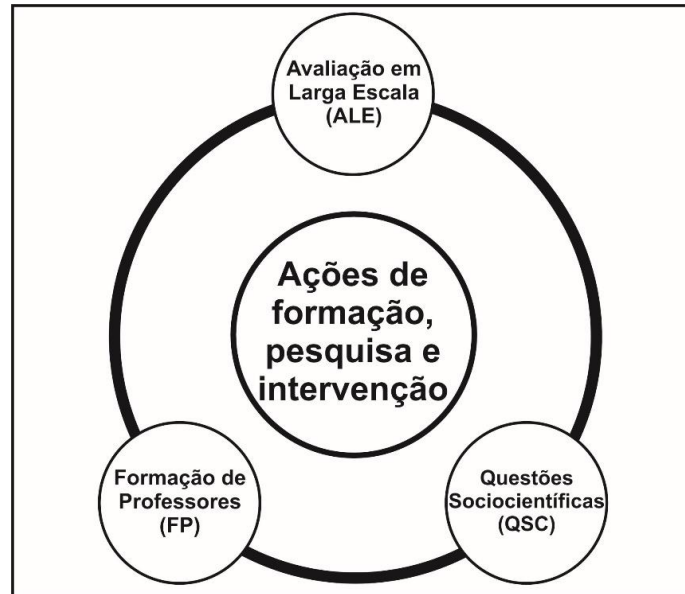 Avaliação em
Larga Escala
(ALE)
Ações de
formação,
pesquisa e
intervenção
Formação de
Professores
(FP)
Questões
Sociocientíficas
(QSC)